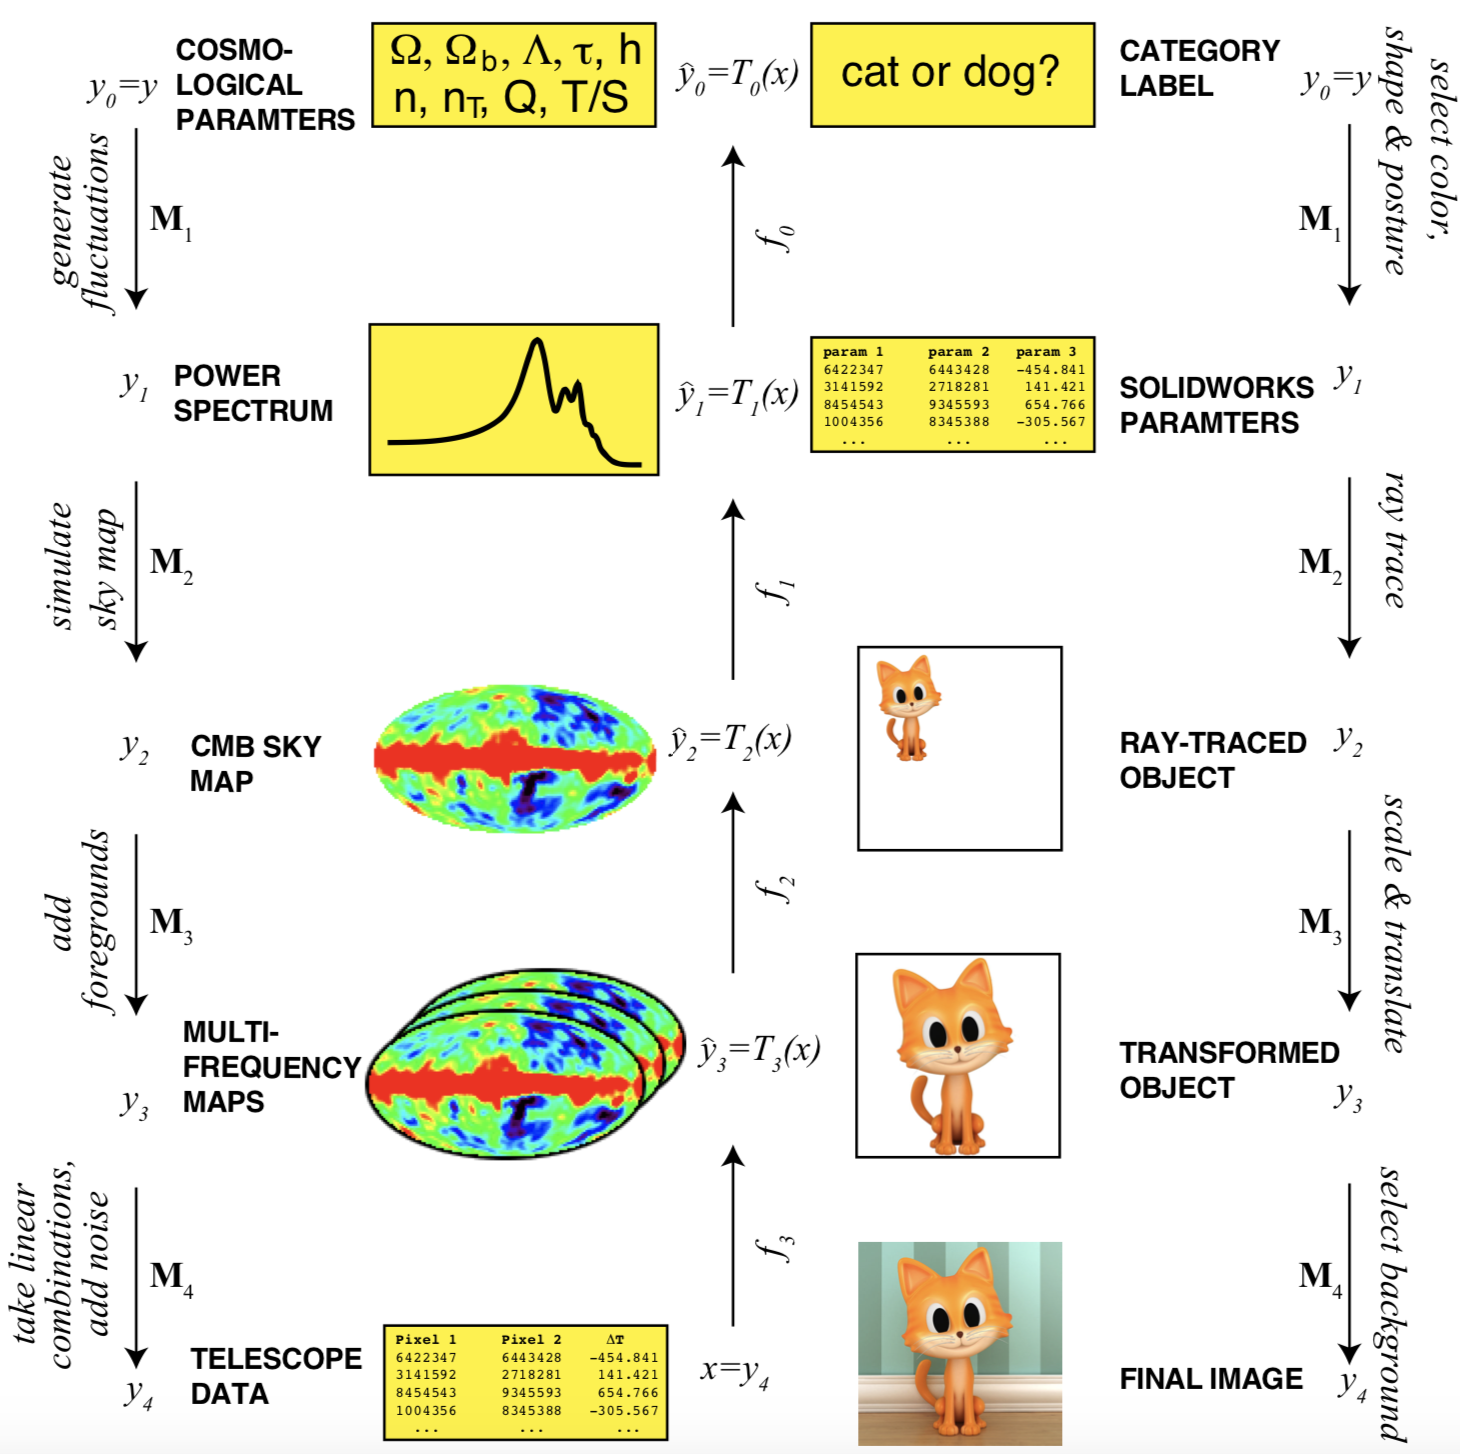 y₀=y
COSMO-
LOGICAL
PARAMTERS
Ω, Ω_b, Λ, τ, h
n, n_T, Q, T/S
ŷ₀=T₀(x)
cat or dog?
CATEGORY
LABEL
y₀=y
generate
fluctuations
M₁
f₀
M₁
select color,
shape & posture
y₁
POWER
SPECTRUM
ŷ₁=T₁(x)
param 1 param 2 param 3
6422347 6443428 -454.841
3141592 2718281 141.421
8454543 9345593 654.766
1004356 8345388 -305.567
... ... ...
SOLIDWORKS
PARAMTERS
y₁
simulate
sky map
M₂
f₁
M₂
ray trace
y₂
CMB SKY
MAP
ŷ₂=T₂(x)
RAY-TRACED
OBJECT
y₂
add
foregrounds
M₃
f₂
M₃
scale & translate
y₃
MULTI-
FREQUENCY
MAPS
ŷ₃=T₃(x)
TRANSFORMED
OBJECT
y₃
take linear
combinations,
add noise
M₄
f₃
M₄
select background
y₄
TELESCOPE
DATA
Pixel 1 Pixel 2 ΔT
6422347 6443428 -454.841
3141592 2718281 141.421
8454543 9345593 654.766
1004356 8345388 -305.567
... ... ...
x=y₄
FINAL IMAGE
y₄